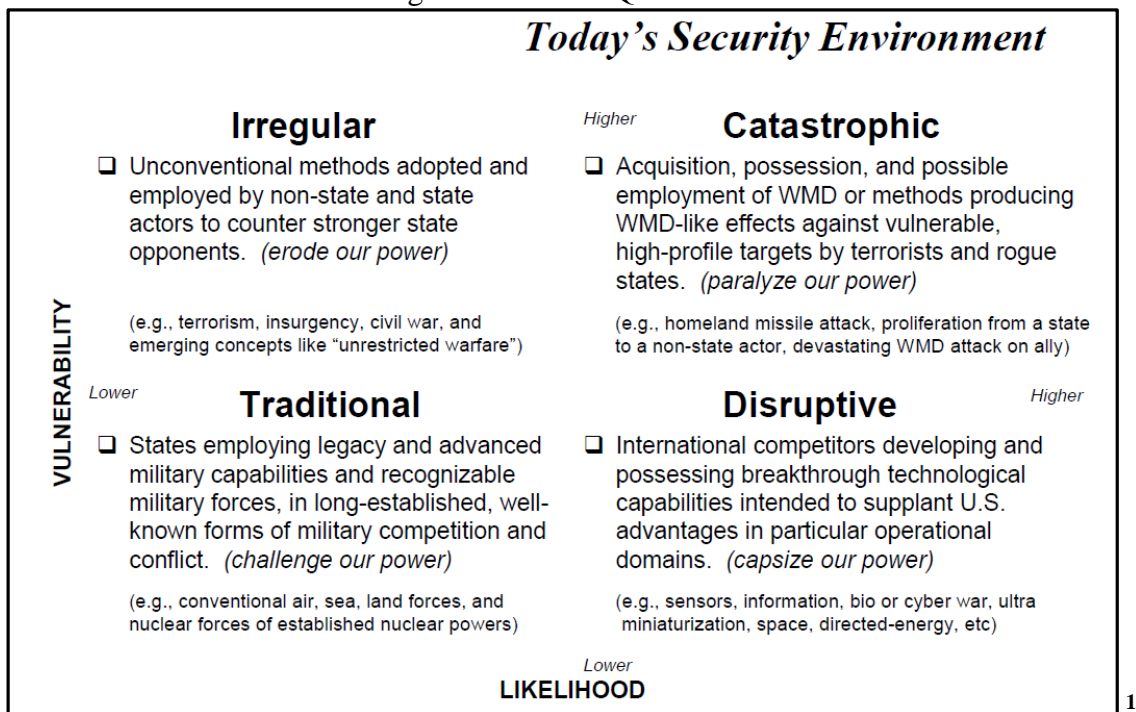 Today's Security Environment
Irregular
❑ Unconventional methods adopted and
employed by non-state and state
actors to counter stronger state
opponents. (erode our power)
(e.g., terrorism, insurgency, civil war, and
emerging concepts like “unrestricted warfare”)
Higher
Catastrophic
❑ Acquisition, possession, and possible
employment of WMD or methods producing
WMD-like effects against vulnerable,
high-profile targets by terrorists and rogue
states. (paralyze our power)
(e.g., homeland missile attack, proliferation from a state
to a non-state actor, devastating WMD attack on ally)
VULNERABILITY
Lower
Traditional
❑ States employing legacy and advanced
military capabilities and recognizable
military forces, in long-established, well-
known forms of military competition and
conflict. (challenge our power)
(e.g., conventional air, sea, land forces, and
nuclear forces of established nuclear powers)
Disruptive
Higher
❑ International competitors developing and
possessing breakthrough technological
capabilities intended to supplant U.S.
advantages in particular operational
domains. (capsize our power)
(e.g., sensors, information, bio or cyber war, ultra
miniaturization, space, directed-energy, etc)
Lower
LIKELIHOOD
1